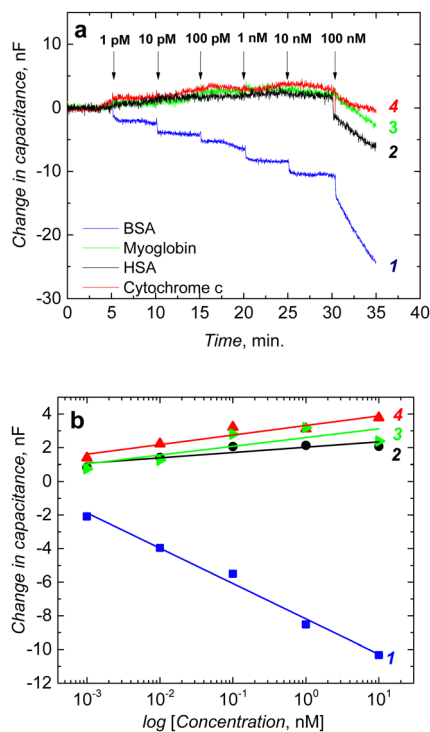 a
1 pM 10 pM 100 pM 1 nM 10 nM 100 nM
Change in capacitance, nF
10
0
-10
-20
-30
4
3
2
1
BSA
Myoglobin
HSA
Cytochrome c
0 5 10 15 20 25 30 35 40
Time, min.
b
Change in capacitance, nF
4
2
0
-2
-4
-6
-8
-10
-12
4
3
2
1
10⁻³ 10⁻² 10⁻¹ 10⁰ 10¹
log [Concentration, nM]